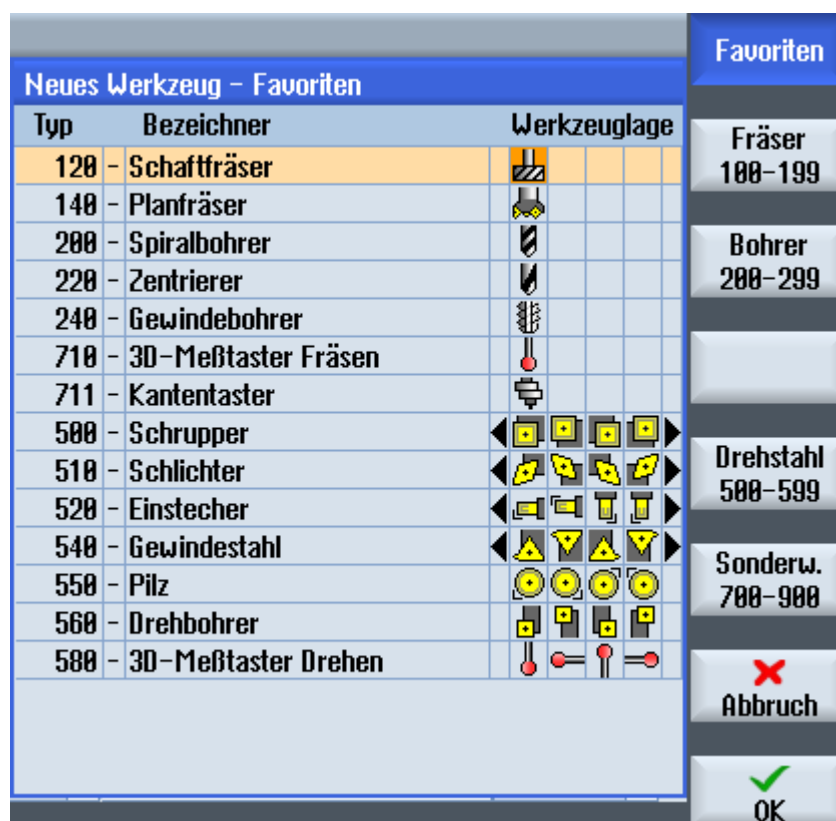 Neues Werkzeug - Favoriten
Typ Bezeichner Werkzeuglage
120 - Schaftfräser
140 - Planfräser
200 - Spiralbohrer
220 - Zentrierer
240 - Gewindebohrer
710 - 3D-Meßtaster Fräsen
711 - Kantentaster
500 - Schrupper
510 - Schlichter
520 - Einstecher
540 - Gewindestahl
550 - Pilz
560 - Drehbohrer
580 - 3D-Meßtaster Drehen
Favoriten
Fräser
100-199
Bohrer
200-299
Drehstahl
500-599
Sonderw.
700-900
Abbruch
OK